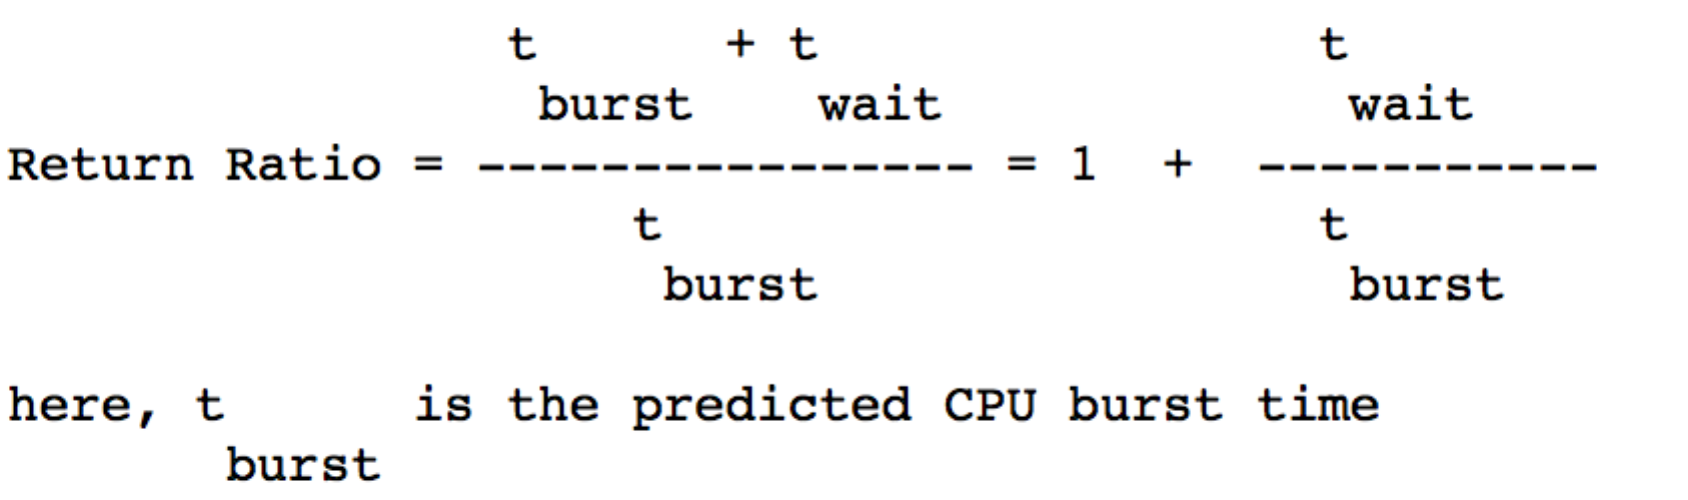 t + t t
burst wait wait
Return Ratio = ---------------- = 1 + -----------
t t
burst burst
here, t is the predicted CPU burst time
burst